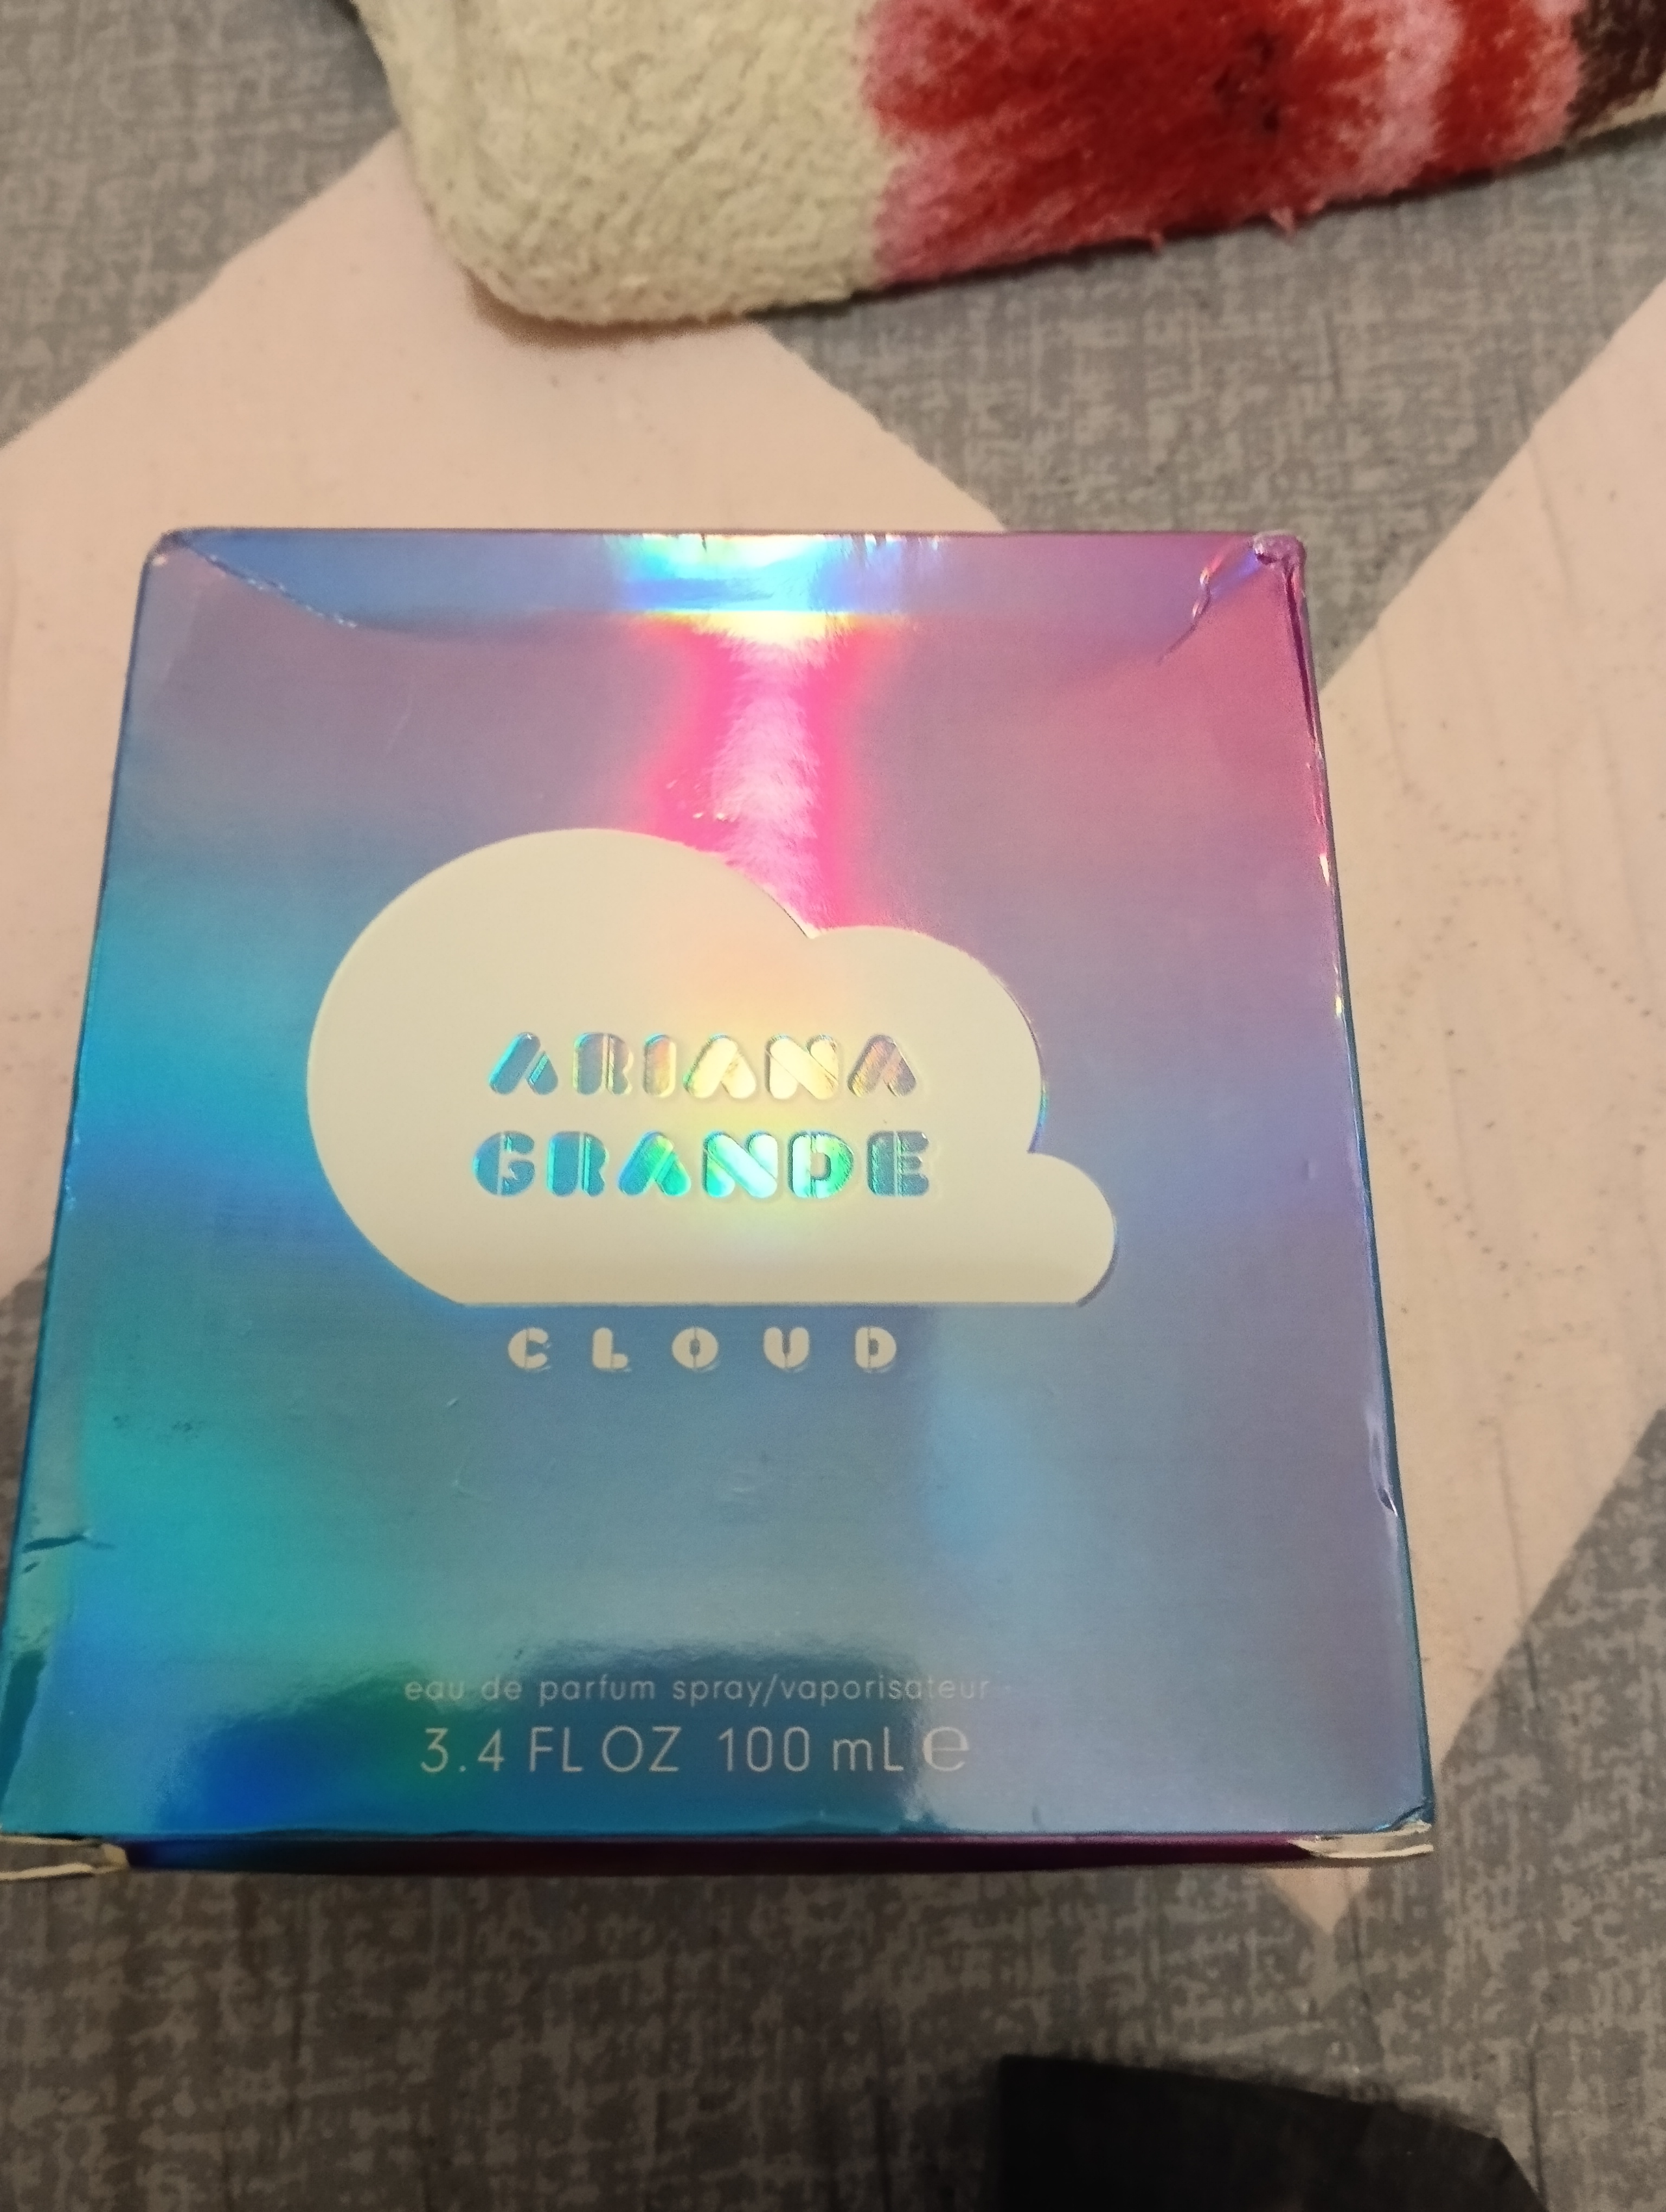 ARIANA
GRANDE
CLOUD
eau de parfum spray/vaporisateur
3.4 FL OZ 100 mL ℮